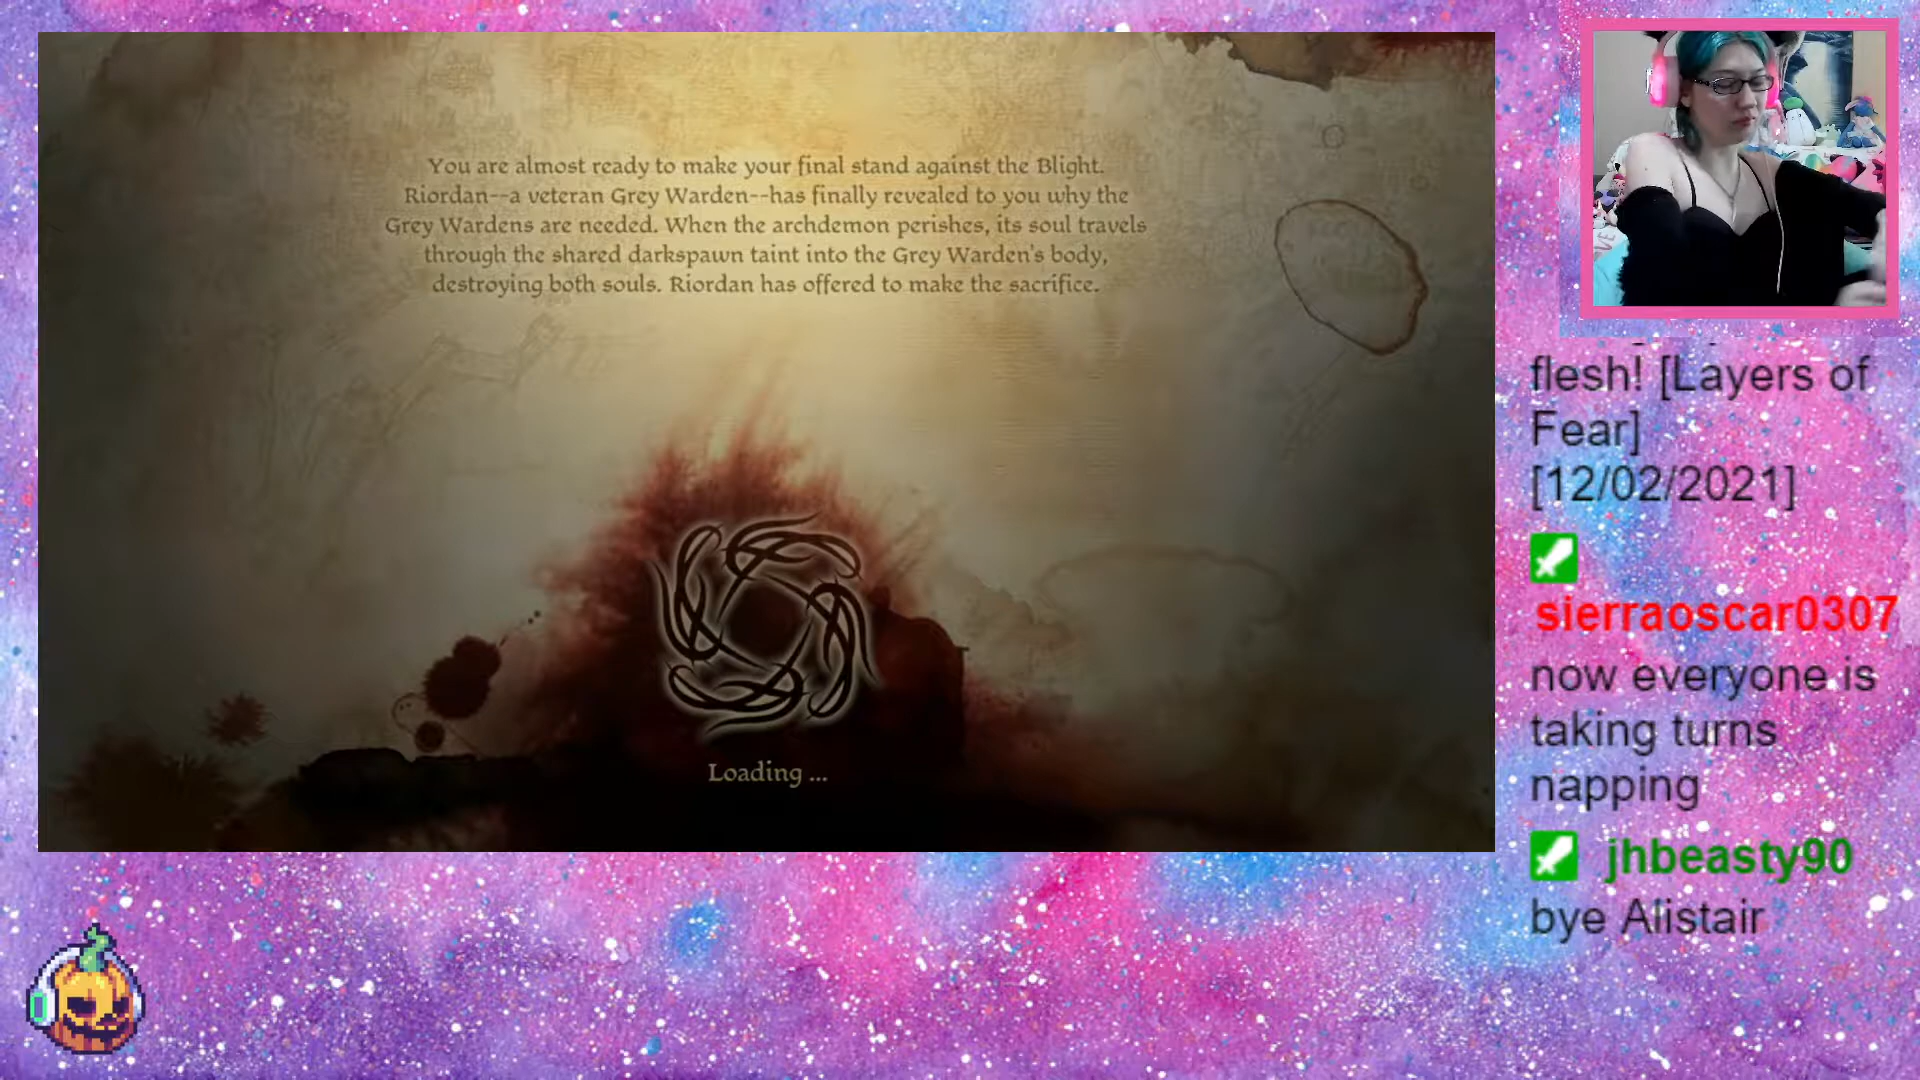 You are almost ready to make your final stand against the Blight.
Riordan--a veteran Grey Warden--has finally revealed to you why the
Grey Wardens are needed. When the archdemon perishes, its soul travels
through the shared darkspawn taint into the Grey Warden's body,
destroying both souls. Riordan has offered to make the sacrifice.
Loading ...
flesh! [Layers of
Fear]
[12/02/2021]
sierraoscar0307
now everyone is
taking turns
napping
jhbeasty90
bye Alistair